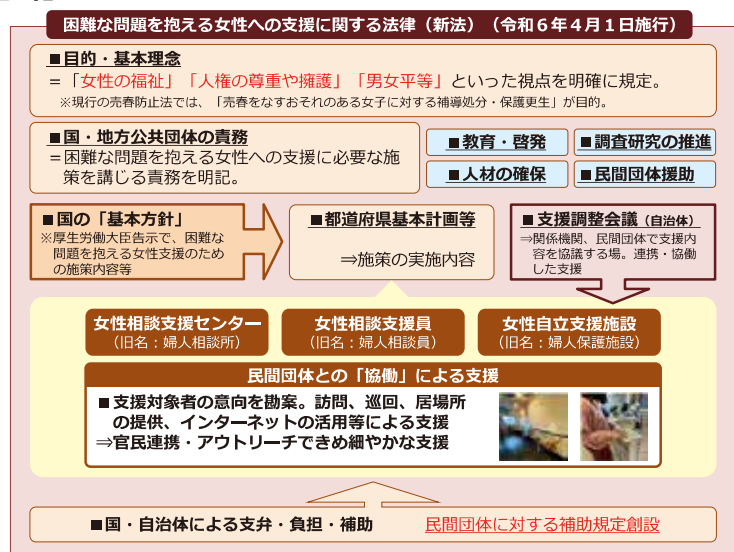 困難な問題を抱える女性への支援に関する法律（新法）（令和６年４月１日施行）
■目的・基本理念
＝「女性の福祉」「人権の尊重や擁護」「男女平等」といった視点を明確に規定。
※現行の売春防止法では、「売春をなすおそれのある女子に対する補導処分・保護更生」が目的。
■国・地方公共団体の責務
＝困難な問題を抱える女性への支援に必要な施
策を講じる責務を明記。
■教育・啓発
■調査研究の推進
■人材の確保
■民間団体援助
■国の「基本方針」
※厚生労働大臣告示で、困難な
問題を抱える女性支援のため
の施策内容等
■都道府県基本計画等
⇒施策の実施内容
■支援調整会議（自治体）
⇒関係機関、民間団体で支援内
容を協議する場。連携・協働
した支援
女性相談支援センター
（旧名：婦人相談所）
女性相談支援員
（旧名：婦人相談員）
女性自立支援施設
（旧名：婦人保護施設）
民間団体との「協働」による支援
■支援対象者の意向を勘案。訪問、巡回、居場所
の提供、インターネットの活用等による支援
⇒官民連携・アウトリーチできめ細やかな支援
■国・自治体による支弁・負担・補助
民間団体に対する補助規定創設